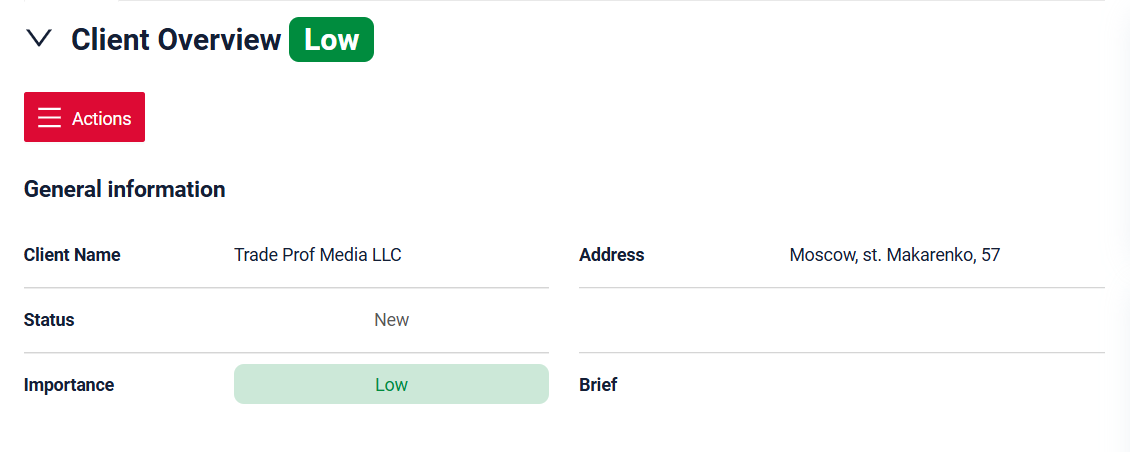 Client Overview Low
Actions
General information
Client Name Trade Prof Media LLC Address Moscow, st. Makarenko, 57
Status New
Importance Low Brief